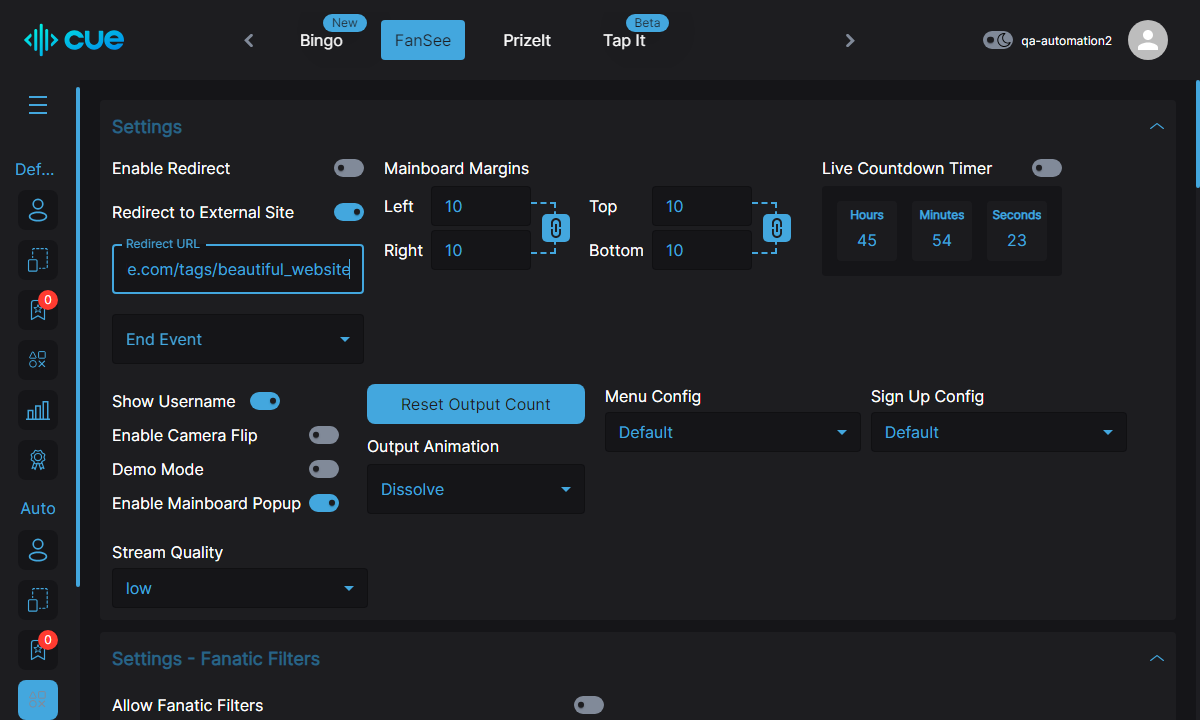 cue
Bingo
New
FanSee
PrizeIt
Tap It
Beta
qa-automation2
Def...
0
Auto
0
Settings
Enable Redirect
Redirect to External Site
Redirect URL
e.com/tags/beautiful_website
End Event
Mainboard Margins
Left
10
Right
10
Top
10
Bottom
10
Live Countdown Timer
Hours
Minutes
Seconds
45
54
23
Show Username
Enable Camera Flip
Demo Mode
Enable Mainboard Popup
Reset Output Count
Output Animation
Dissolve
Menu Config
Default
Sign Up Config
Default
Stream Quality
low
Settings - Fanatic Filters
Allow Fanatic Filters